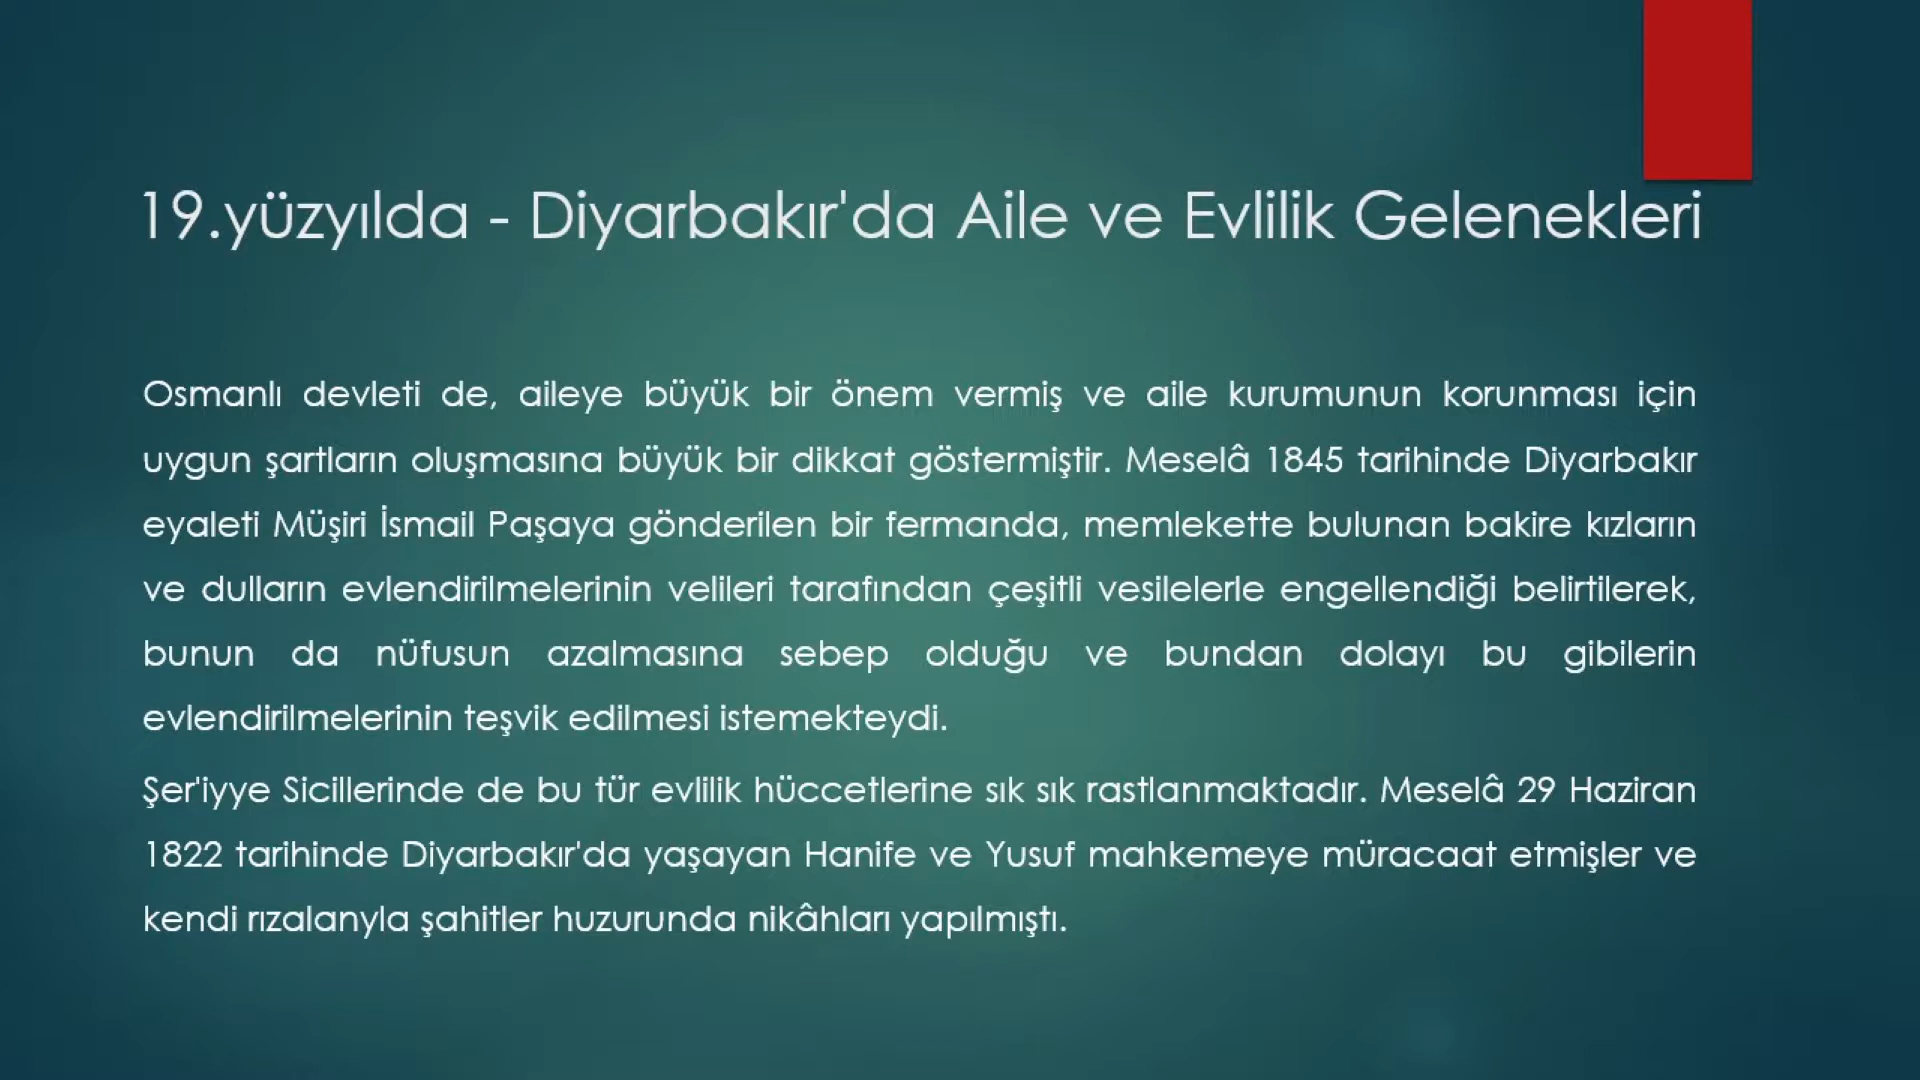 19.yüzyılda - Diyarbakır'da Aile ve Evlilik Gelenekleri
Osmanlı devleti de, aileye büyük bir önem vermiş ve aile kurumunun korunması için
uygun şartların oluşmasına büyük bir dikkat göstermiştir. Meselâ 1845 tarihinde Diyarbakır
eyaleti Müşiri İsmail Paşaya gönderilen bir fermanda, memlekette bulunan bakire kızların
ve dulların evlendirilmelerinin velileri tarafından çeşitli vesilelerle engellendiği belirtilerek,
bunun da nüfusun azalmasına sebep olduğu ve bundan dolayı bu gibilerin
evlendirilmelerinin teşvik edilmesi istemekteydi.
Şer'iyye Sicillerinde de bu tür evlilik hüccetlerine sık sık rastlanmaktadır. Meselâ 29 Haziran
1822 tarihinde Diyarbakır'da yaşayan Hanife ve Yusuf mahkemeye müracaat etmişler ve
kendi rızalanyla şahitler huzurunda nikâhları yapılmıştı.